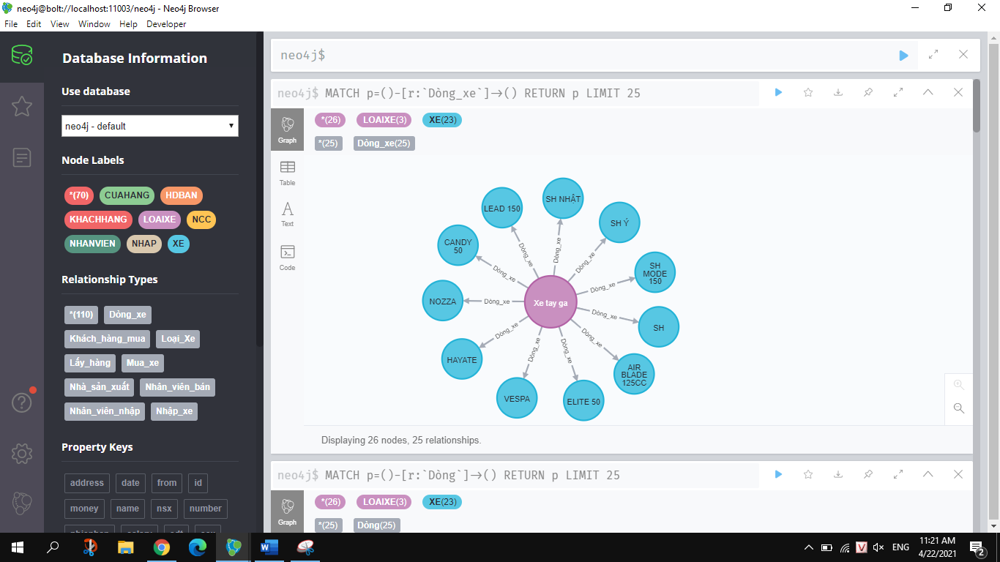 neo4j@bolt://localhost:11003/neo4j - Neo4j Browser
File Edit View Window Help Developer
Database Information
Use database
neo4j - default
Node Labels
*(70) CUAHANG HDBAN
KHACHHANG LOAIXE NCC
NHANVIEN NHAP XE
Relationship Types
*(110) Dòng_xe
Khách_hàng_mua Loại_Xe
Lấy_hàng Mua_xe
Nhà_sản_xuất Nhân_viên_bán
Nhân_viên_nhập Nhập_xe
Property Keys
address date from id
money name nsx number
neo4j$
neo4j$ MATCH p=()-[r:`Dòng_xe`]->() RETURN p LIMIT 25
Graph
Table
Text
Code
*(26) LOAIXE(3) XE(23)
*(25) Dòng_xe(25)
SH NHẬT
LEAD 150
SH Ý
CANDY
50
SH
MODE
150
NOZZA
Xe tay ga
SH
HAYATE
AIR
BLADE
125CC
VESPA
ELITE 50
Dòng_xe
Dòng_xe
Dòng_xe
Dòng_xe
Dòng_xe
Dòng_xe
Dòng_xe
Dòng_xe
Dòng_xe
Dòng_xe
Dòng_xe
Displaying 26 nodes, 25 relationships.
neo4j$ MATCH p=()-[r:`Dòng`]->() RETURN p LIMIT 25
Graph
*(26) LOAIXE(3) XE(23)
*(25) Dòng(25)
ENG
11:21 AM
4/22/2021
2